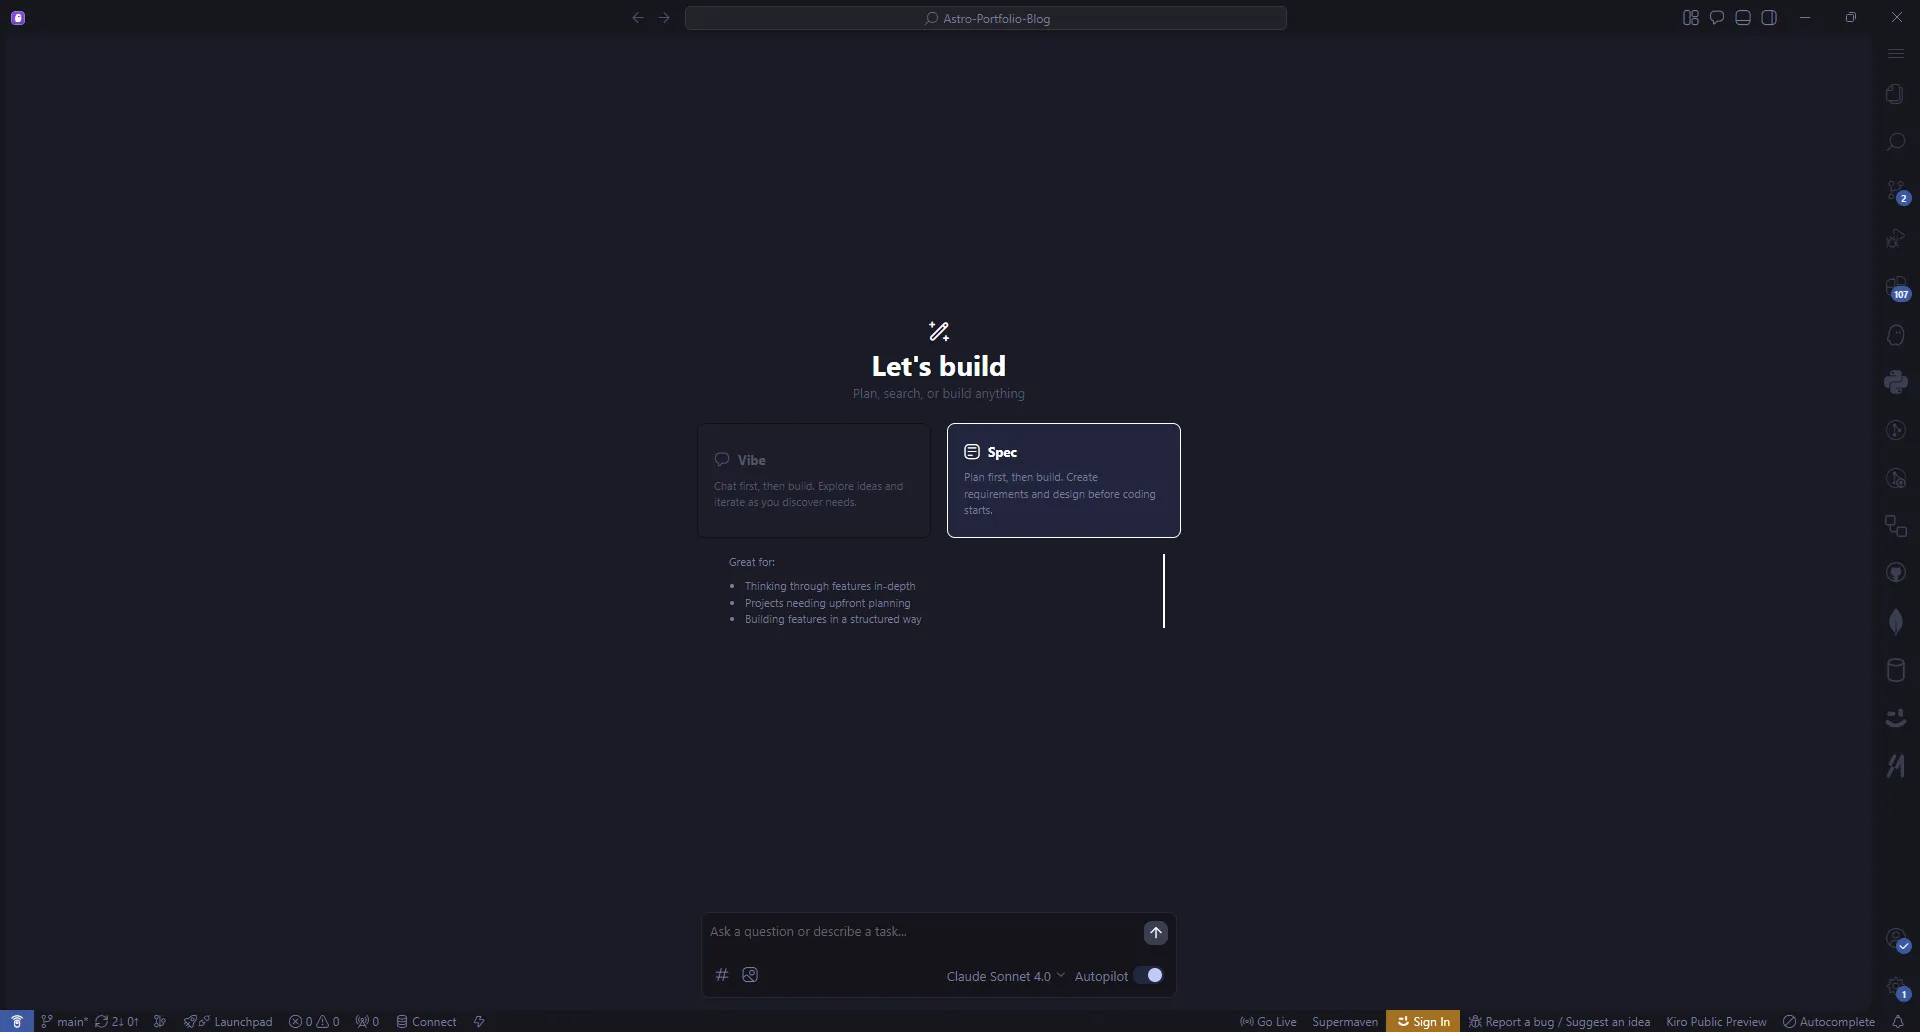 Astro-Portfolio-Blog
2
107
Let's build
Plan, search, or build anything
Vibe
Chat first, then build. Explore ideas and
iterate as you discover needs.
Spec
Plan first, then build. Create
requirements and design before coding
starts.
Great for:
Thinking through features in-depth
Projects needing upfront planning
Building features in a structured way
Ask a question or describe a task...
# Claude Sonnet 4.0 Autopilot
1
main* 2↓ 0↑ Launchpad 0 0 0 Connect Go Live Supermaven Sign In Report a bug / Suggest an idea Kiro Public Preview Autocomplete